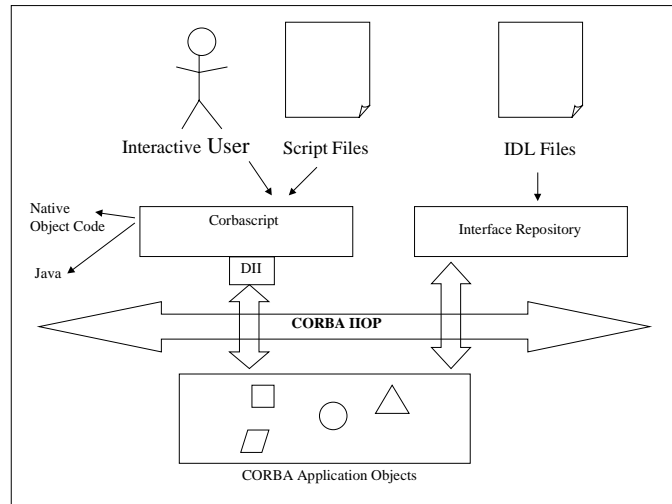 Interactive User
Script Files
IDL Files
Native
Object Code
Corbascript
Interface Repository
Java
DII
CORBA IIOP
CORBA Application Objects